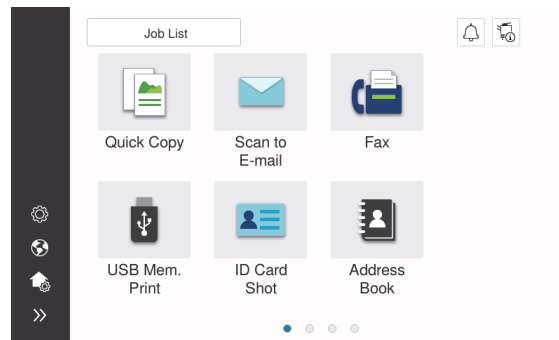 Job List
Quick Copy
Scan to
E-mail
Fax
USB Mem.
Print
ID Card
Shot
Address
Book